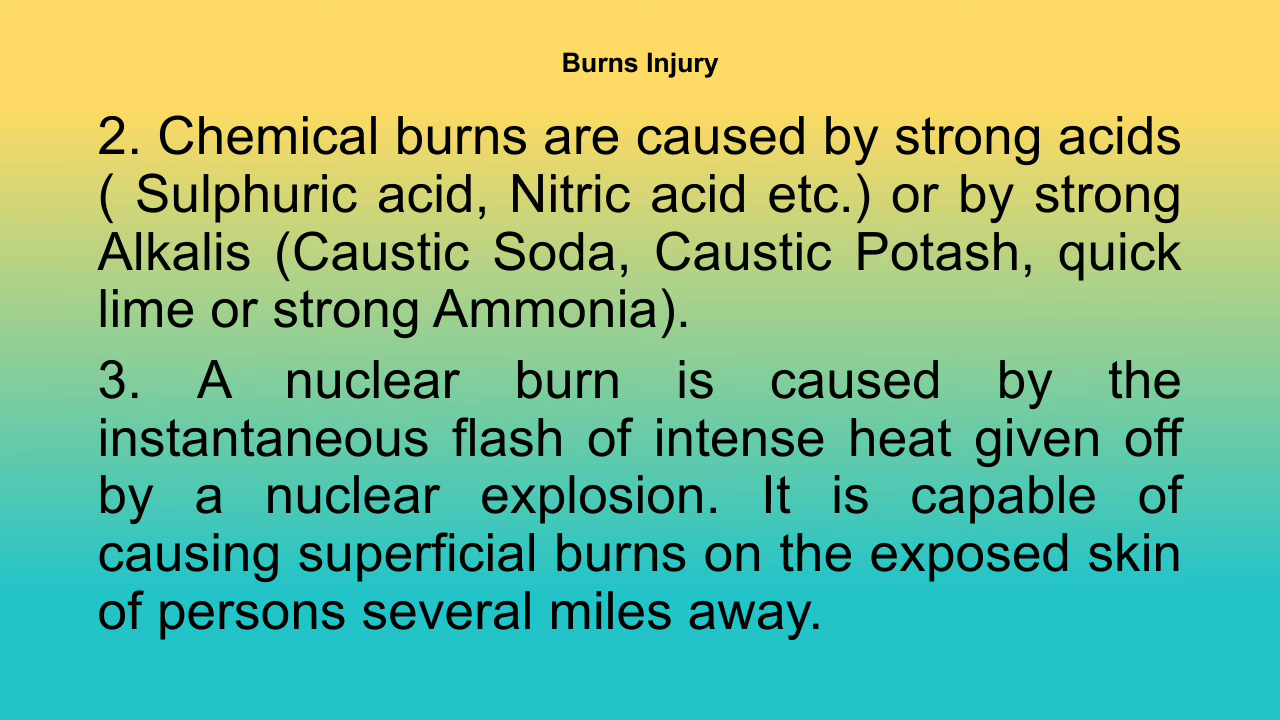 Burns Injury
2. Chemical burns are caused by strong acids
( Sulphuric acid, Nitric acid etc.) or by strong
Alkalis (Caustic Soda, Caustic Potash, quick
lime or strong Ammonia).
3. A nuclear burn is caused by the
instantaneous flash of intense heat given off
by a nuclear explosion. It is capable of
causing superficial burns on the exposed skin
of persons several miles away.